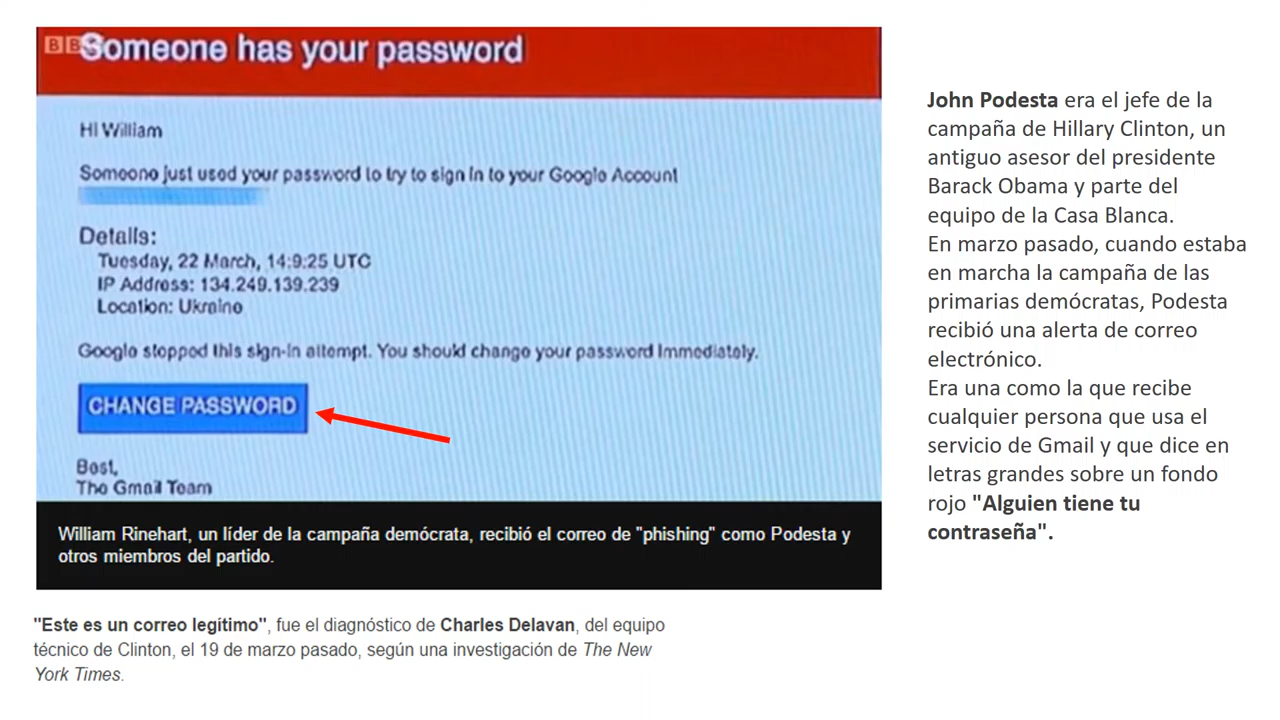 BBC
Someone has your password
Hi William
Someone just used your password to try to sign in to your Google Account
Details:
Tuesday, 22 March, 14:9:25 UTC
IP Address: 134.249.139.239
Location: Ukraine
Google stopped this sign-in attempt. You should change your password immediately.
CHANGE PASSWORD
Best,
The Gmail Team
William Rinehart, un líder de la campaña demócrata, recibió el correo de "phishing" como Podesta y
otros miembros del partido.
"Este es un correo legítimo", fue el diagnóstico de Charles Delavan, del equipo
técnico de Clinton, el 19 de marzo pasado, según una investigación de The New
York Times.
John Podesta era el jefe de la
campaña de Hillary Clinton, un
antiguo asesor del presidente
Barack Obama y parte del
equipo de la Casa Blanca.
En marzo pasado, cuando estaba
en marcha la campaña de las
primarias demócratas, Podesta
recibió una alerta de correo
electrónico.
Era una como la que recibe
cualquier persona que usa el
servicio de Gmail y que dice en
letras grandes sobre un fondo
rojo "Alguien tiene tu
contraseña".